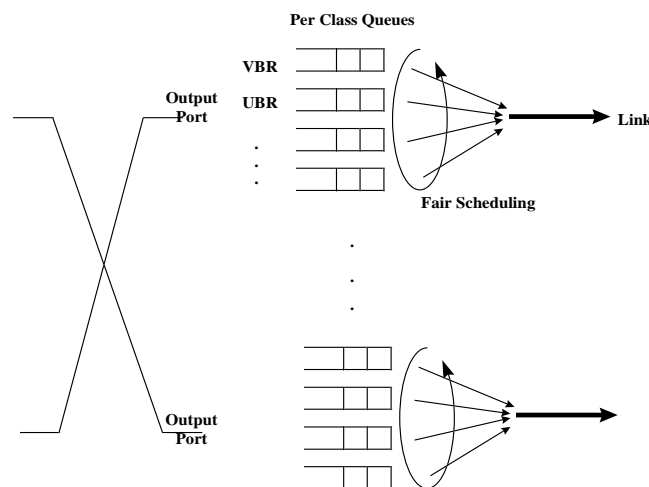 Per Class Queues
VBR
Output
Port
UBR
Link
Fair Scheduling
Output
Port